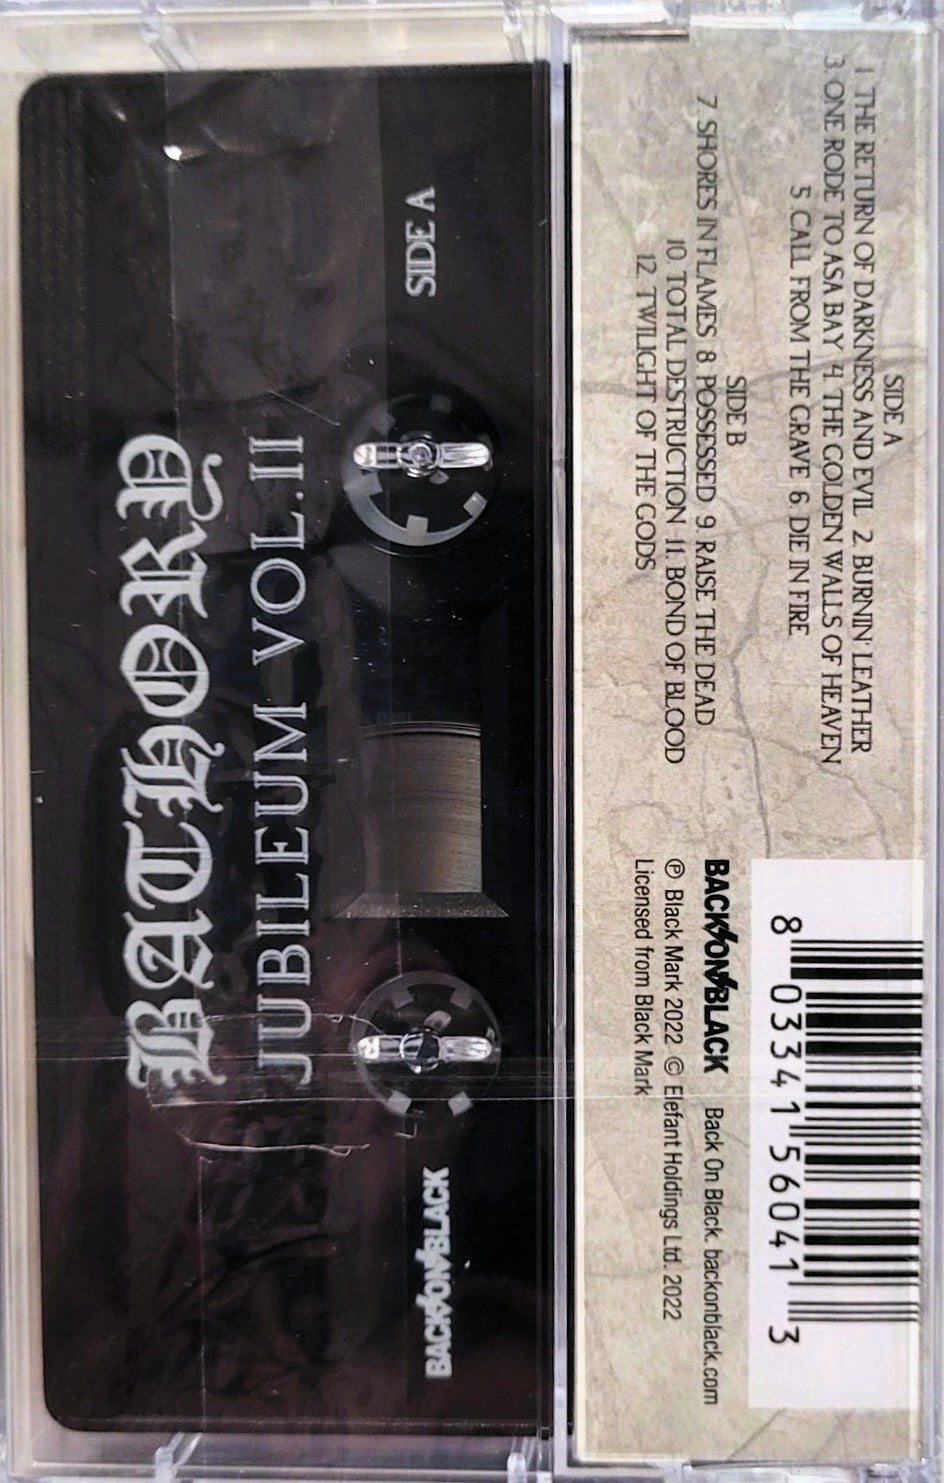 SIDE A
1 THE RETURN OF DARKNESS AND EVIL 2. BURNIN' LEATHER
3. ONE RODE TO ASA BAY 4. THE GOLDEN WALLS OF HEAVEN
5 CALL FROM THE GRAVE 6. DIE IN FIRE
SIDE B
7 SHORES IN FLAMES 8 POSSESSED 9. RAISE THE DEAD
10. TOTAL DESTRUCTION 11. BOND OF BLOOD
12. TWILIGHT OF THE GODS
8 03341 56041 3
BACK ON BLACK Back On Black. backonblack.com
℗ Black Mark 2022 © Elefant Holdings Ltd. 2022
Licensed from Black Mark
SIDE A
BACK ON BLACK
JUBILEUM VOL.II
BATHORY